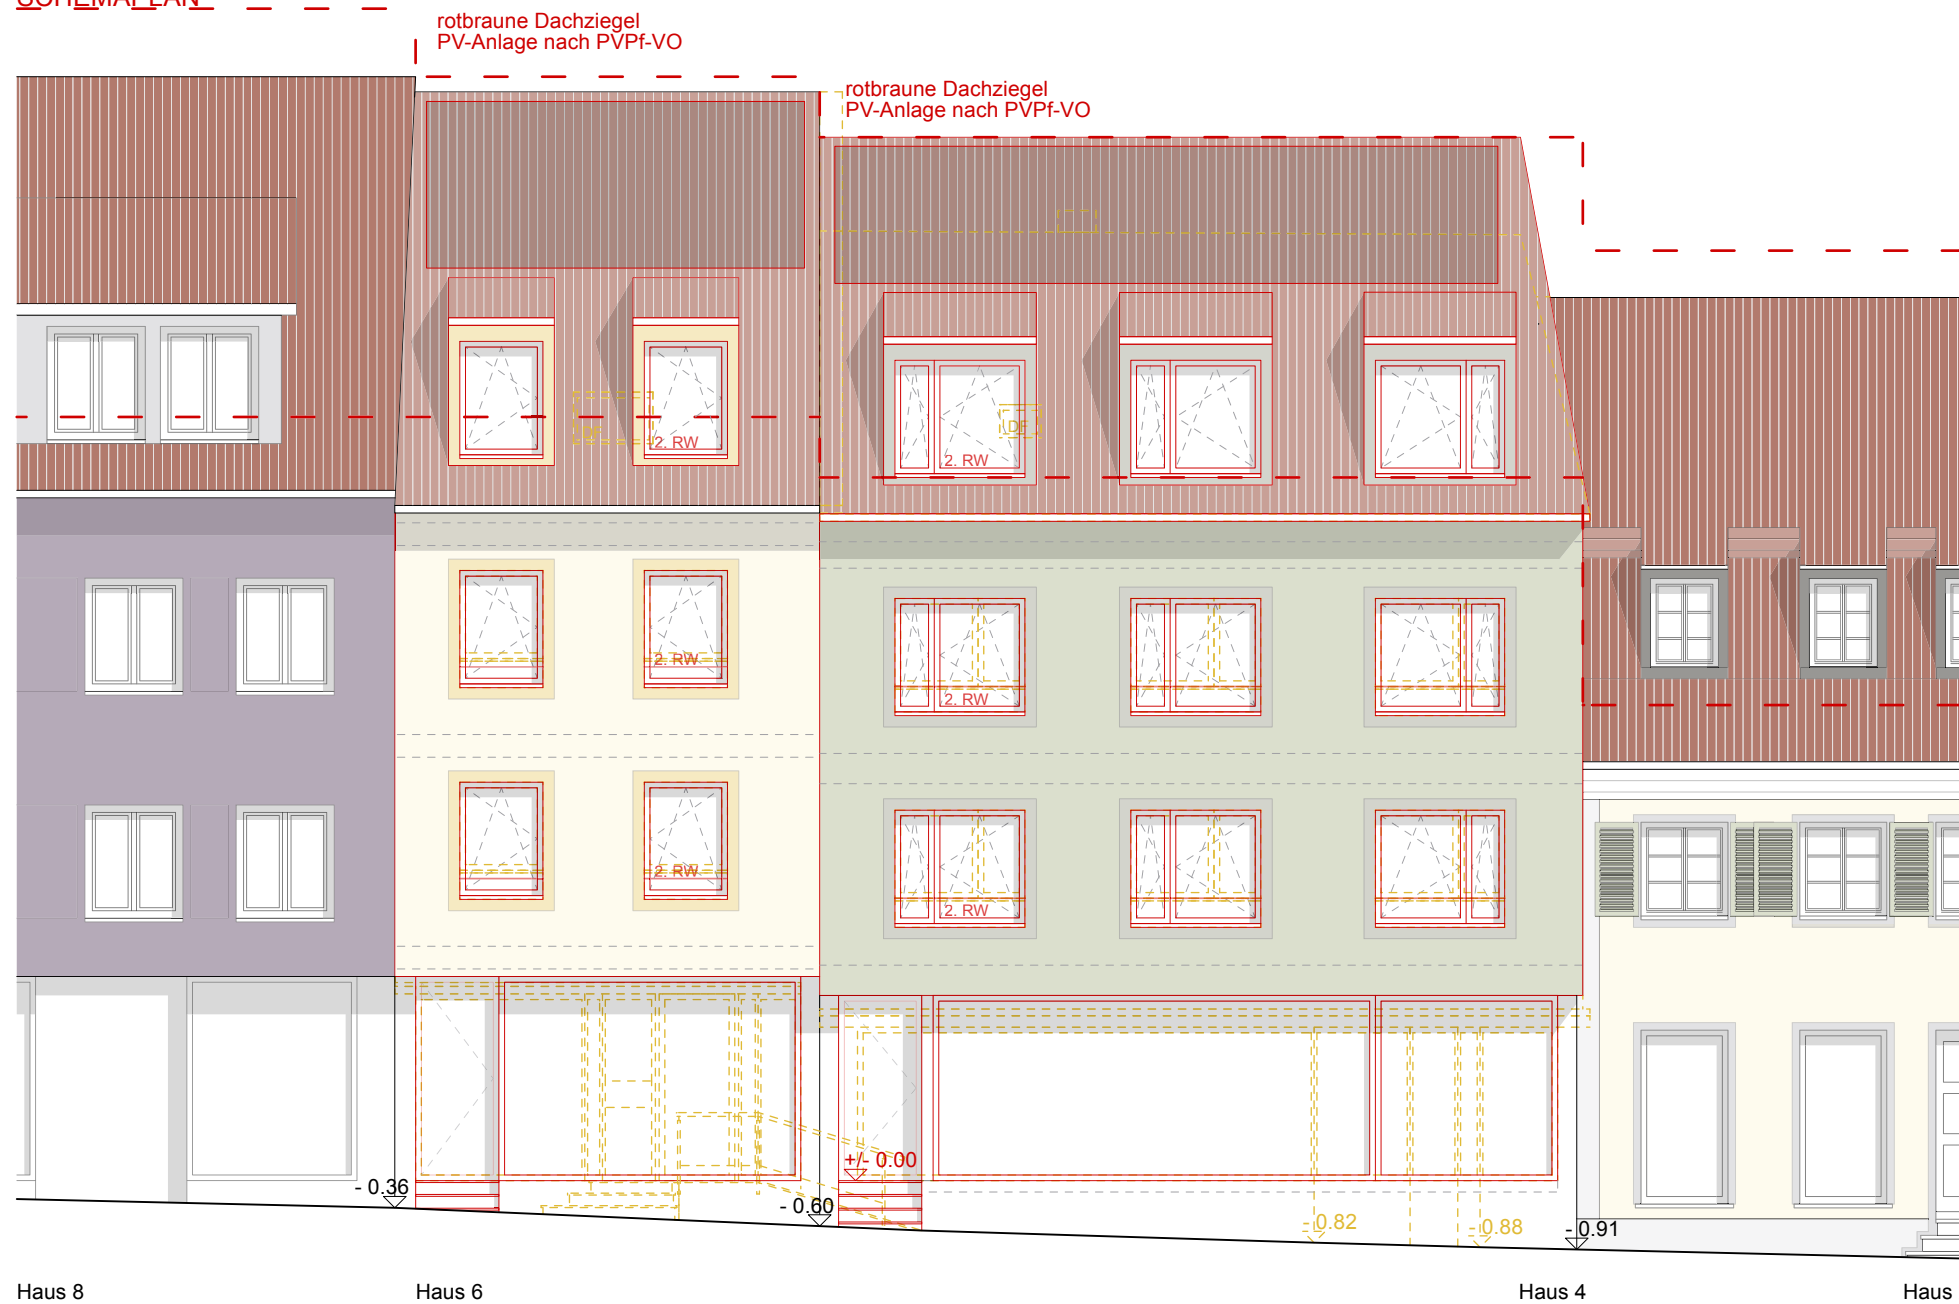 SCHEMAPLAN
rotbraune Dachziegel
PV-Anlage nach PVPf-VO
rotbraune Dachziegel
PV-Anlage nach PVPf-VO
DF
2. RW
2. RW
2. RW
2. RW
2. RW
2. RW
+/- 0.00
- 0.36
- 0.60
- 0.82
- 0.88
- 0.91
Haus 8
Haus 6
Haus 4
Haus